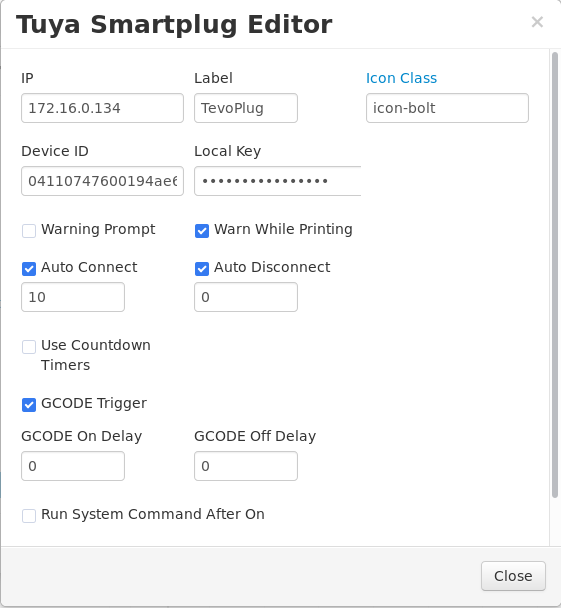 Tuya Smartplug Editor ×
IP Label Icon Class
172.16.0.134 TevoPlug icon-bolt
Device ID Local Key
04110747600194ae6 ••••••••••••••••
Warning Prompt Warn While Printing
Auto Connect Auto Disconnect
10 0
Use Countdown
Timers
GCODE Trigger
GCODE On Delay GCODE Off Delay
0 0
Run System Command After On
Close